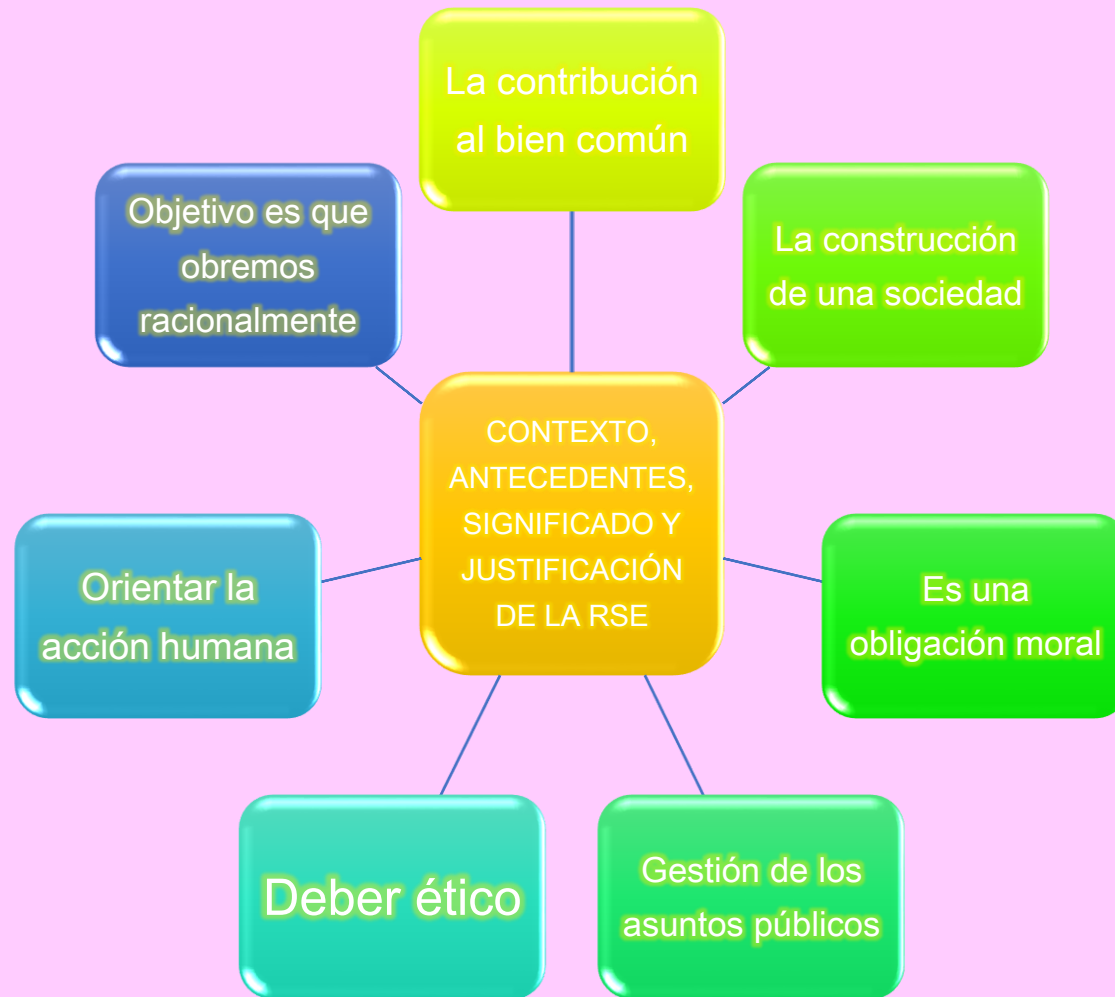 La contribución
al bien común
La construcción
de una sociedad
Es una
obligación moral
Gestión de los
asuntos públicos
Deber ético
Orientar la
acción humana
Objetivo es que
obremos
racionalmente
CONTEXTO,
ANTECEDENTES,
SIGNIFICADO Y
JUSTIFICACIÓN
DE LA RSE